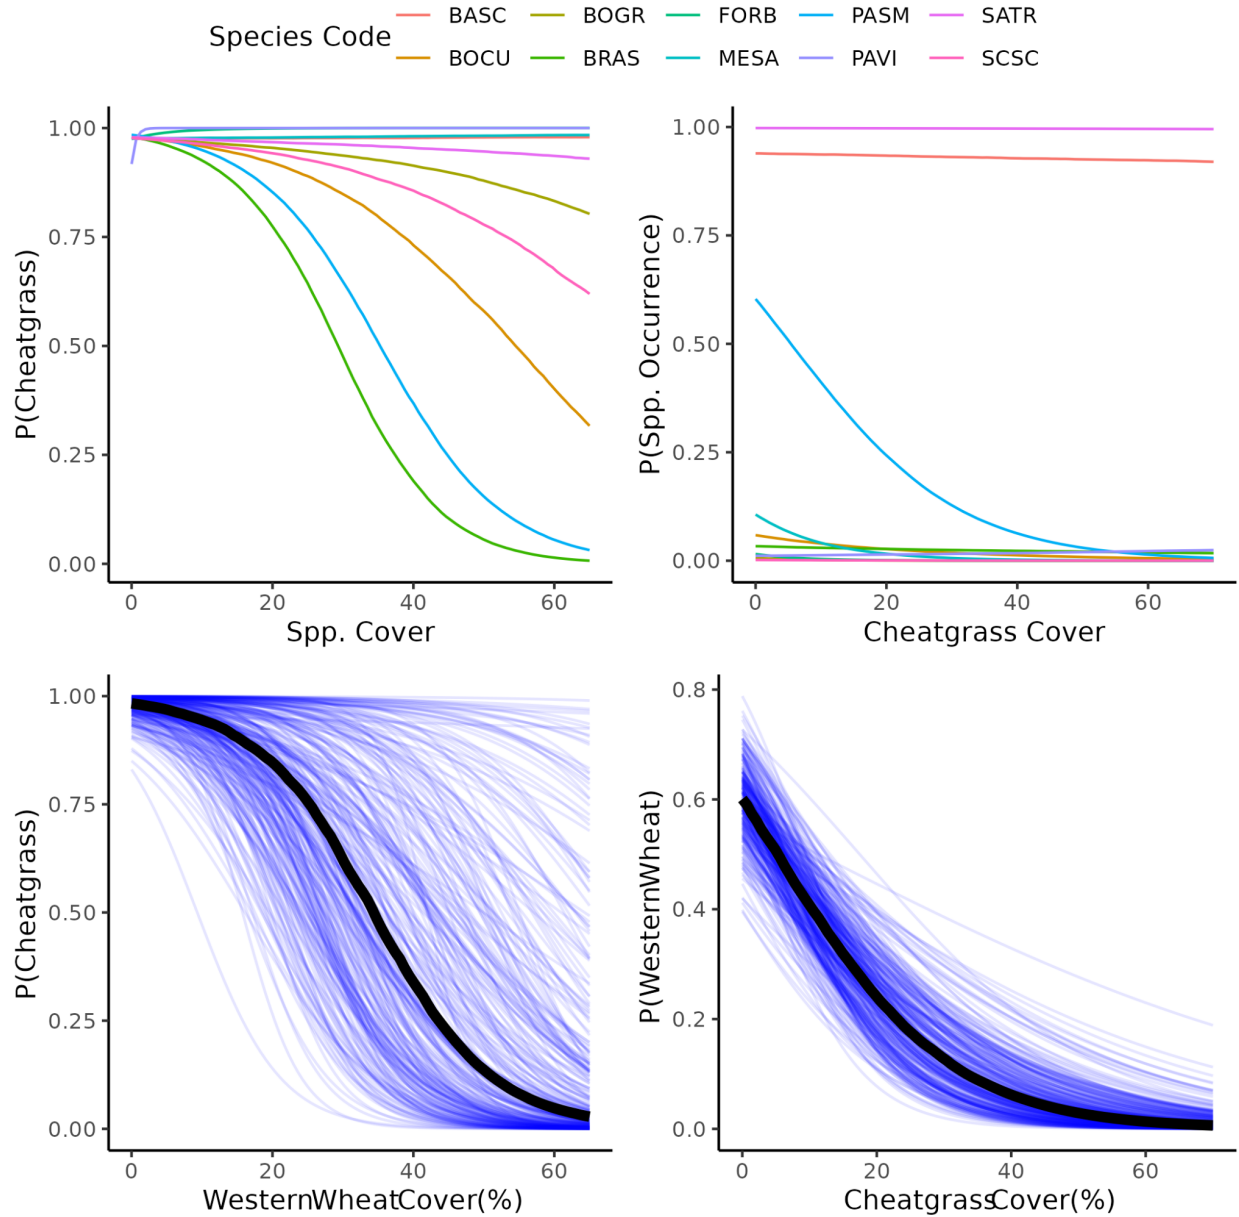 Species Code
BASC BOGR FORB PASM SATR
BOCU BRAS MESA PAVI SCSC
P(Cheatgrass)
1.00
0.75
0.50
0.25
0.00
0 20 40 60
Spp. Cover
P(Spp. Occurrence)
1.00
0.75
0.50
0.25
0.00
0 20 40 60
Cheatgrass Cover
P(Cheatgrass)
1.00
0.75
0.50
0.25
0.00
0 20 40 60
WesternWheatCover(%)
P(WesternWheat)
0.8
0.6
0.4
0.2
0.0
0 20 40 60
CheatgrassCover(%)